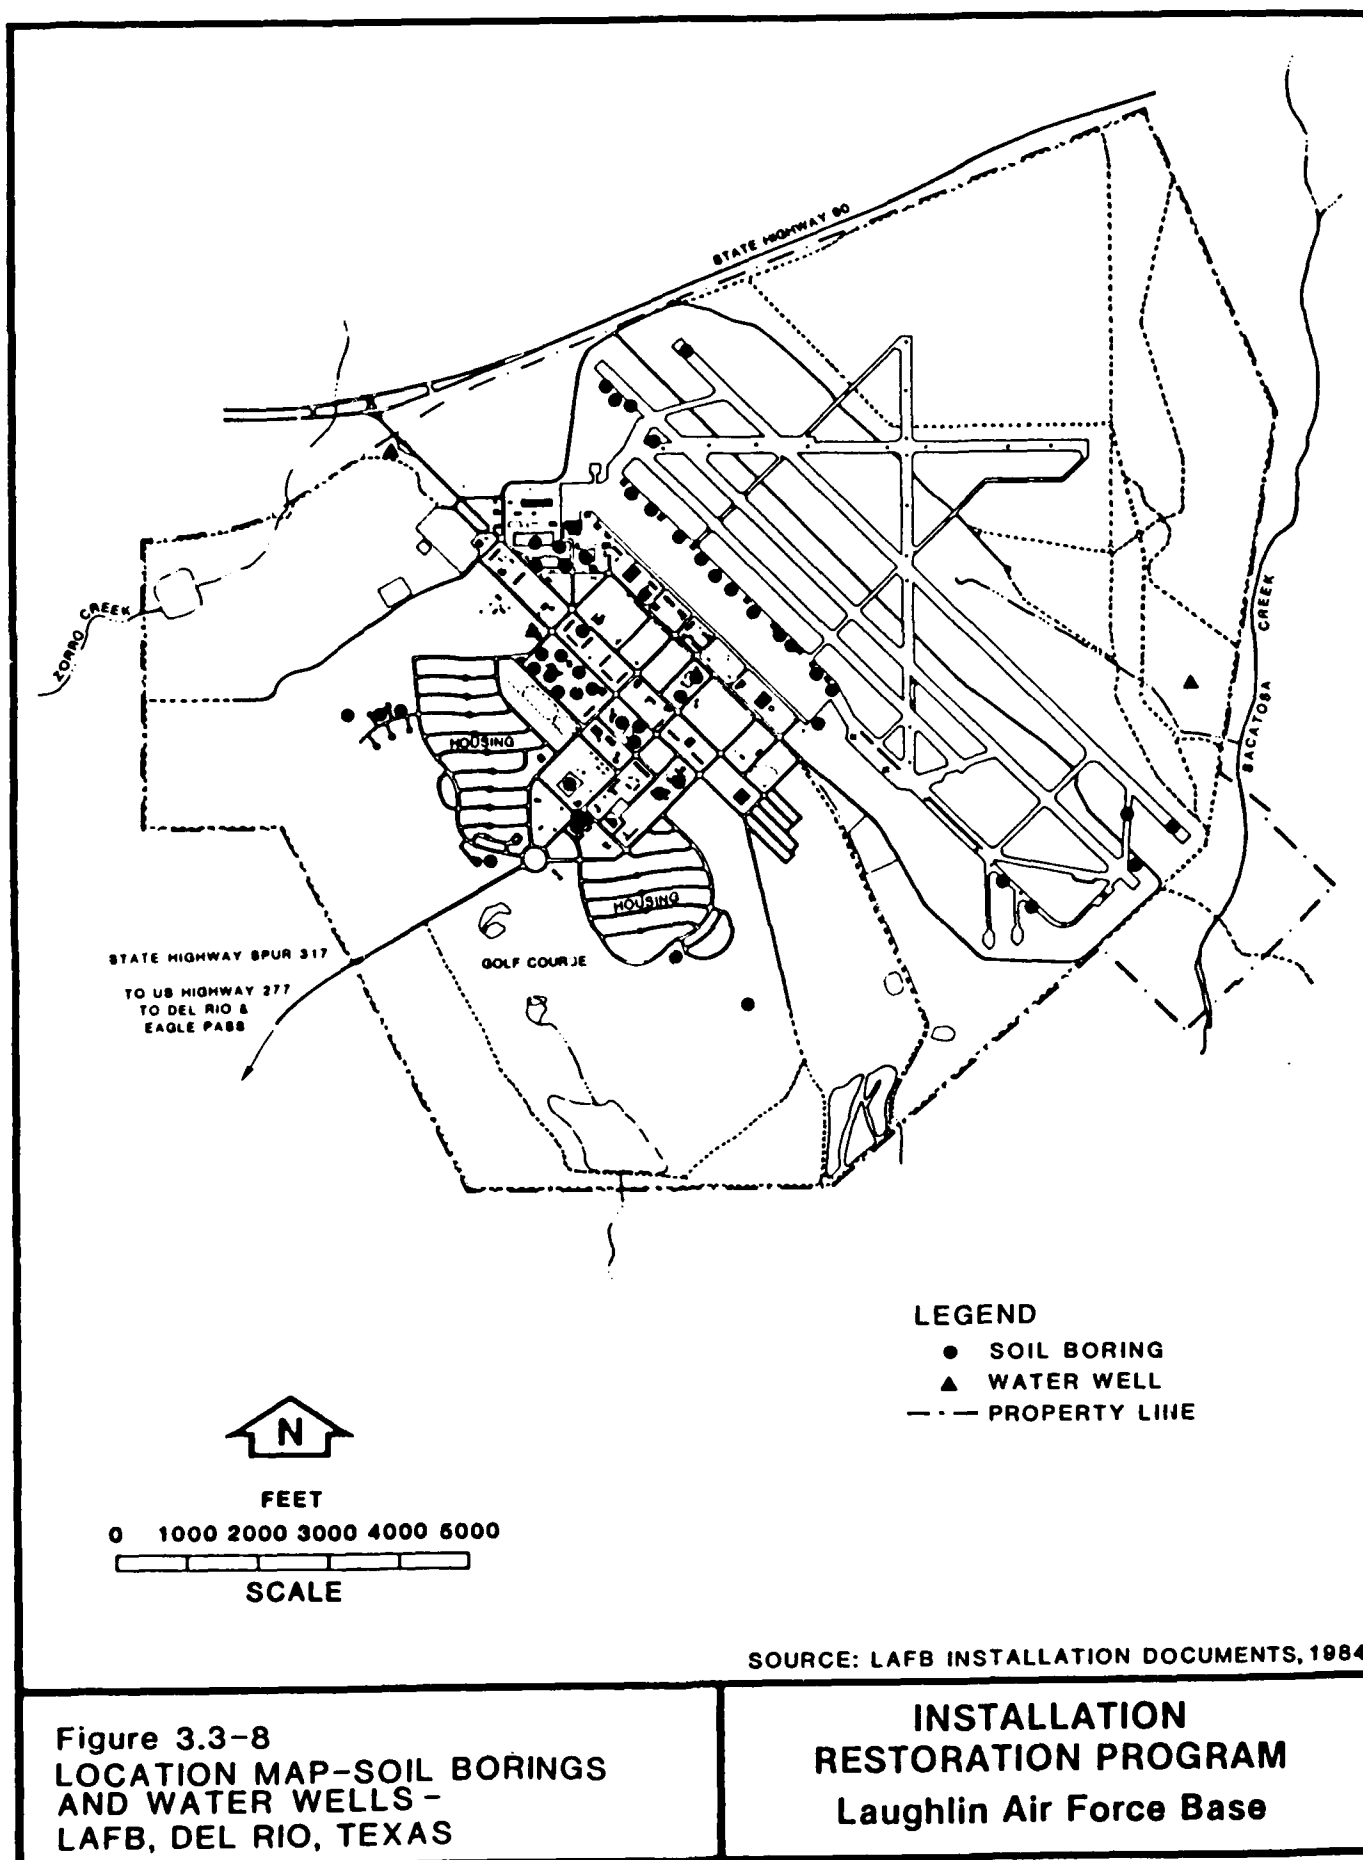 STATE HIGHWAY 90
ZORRO CREEK
SACATOSA CREEK
HOUSING
HOUSING
STATE HIGHWAY SPUR 317
TO US HIGHWAY 277
TO DEL RIO &
EAGLE PASS
GOLF COURSE
LEGEND
SOIL BORING
WATER WELL
PROPERTY LINE
N
FEET
0 1000 2000 3000 4000 5000
SCALE
SOURCE: LAFB INSTALLATION DOCUMENTS, 1984
Figure 3.3-8
LOCATION MAP-SOIL BORINGS
AND WATER WELLS-
LAFB, DEL RIO, TEXAS
INSTALLATION
RESTORATION PROGRAM
Laughlin Air Force Base